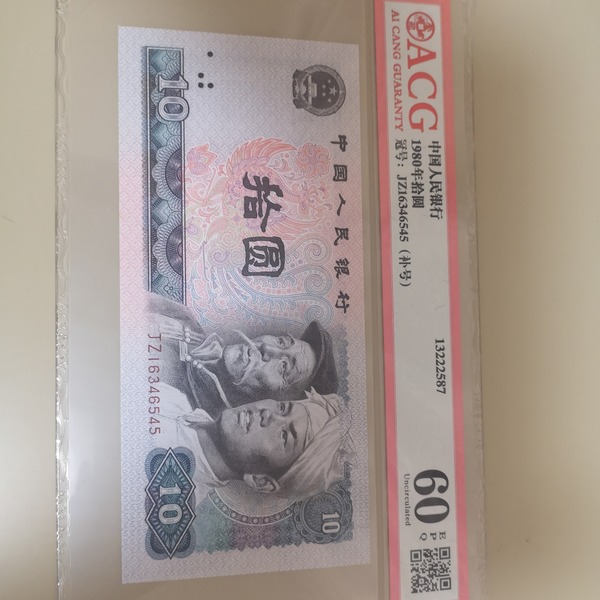 ACG
AI CANG GUARANTY
中国人民银行
1980年拾圆
冠号：JZ16346545（补号）
13222587
60
EPQ
Uncirculated
中国人民银行
拾圆
10
JZ16346545
10
10